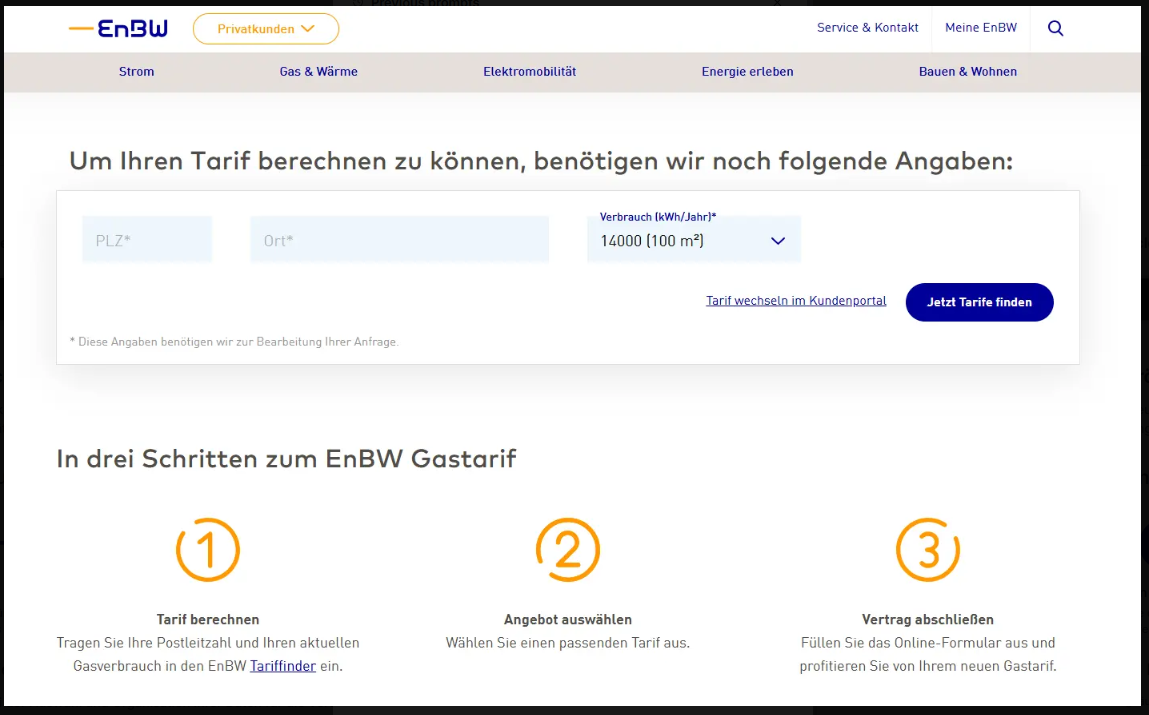 Previous prompts
EnBW
Privatkunden
Service & Kontakt
Meine EnBW
Strom
Gas & Wärme
Elektromobilität
Energie erleben
Bauen & Wohnen
Um Ihren Tarif berechnen zu können, benötigen wir noch folgende Angaben:
PLZ*
Ort*
Verbrauch (kWh/Jahr)*
14000 (100 m²)
Tarif wechseln im Kundenportal
Jetzt Tarife finden
* Diese Angaben benötigen wir zur Bearbeitung Ihrer Anfrage.
In drei Schritten zum EnBW Gastarif
1
Tarif berechnen
Tragen Sie Ihre Postleitzahl und Ihren aktuellen
Gasverbrauch in den EnBW Tariffinder ein.
2
Angebot auswählen
Wählen Sie einen passenden Tarif aus.
3
Vertrag abschließen
Füllen Sie das Online-Formular aus und
profitieren Sie von Ihrem neuen Gastarif.